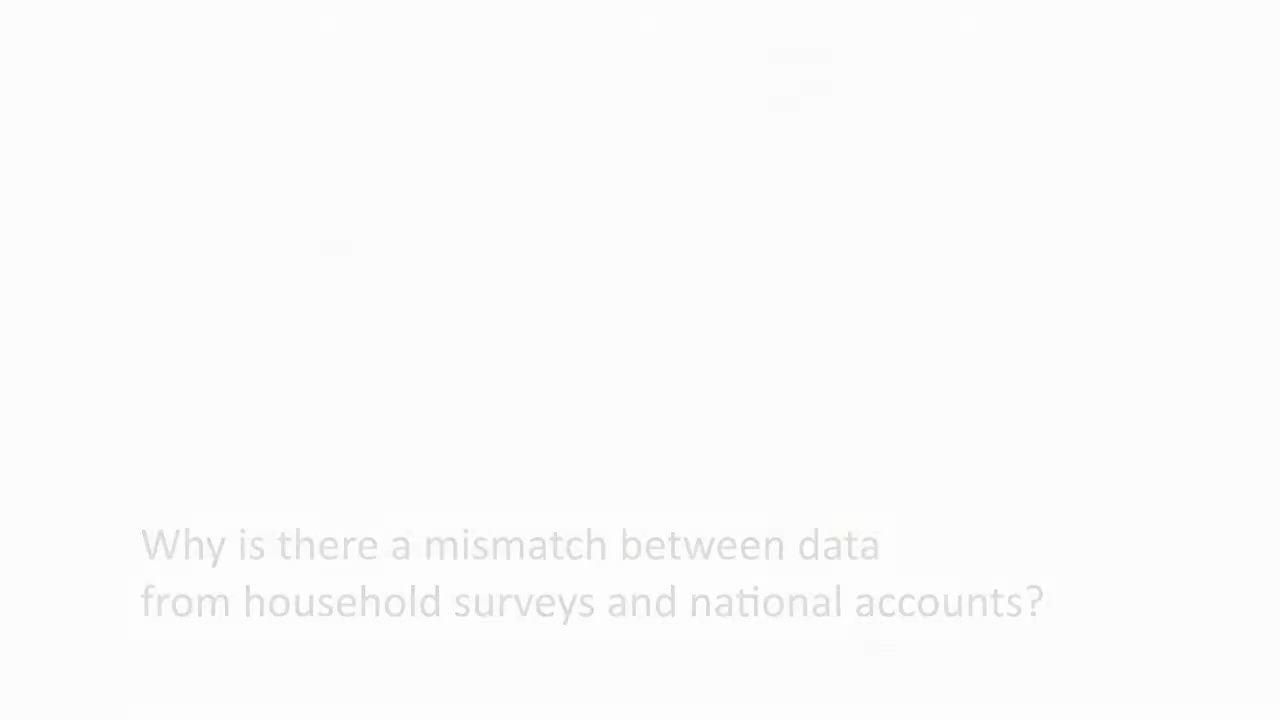 Why is there a mismatch between data
from household surveys and national accounts?